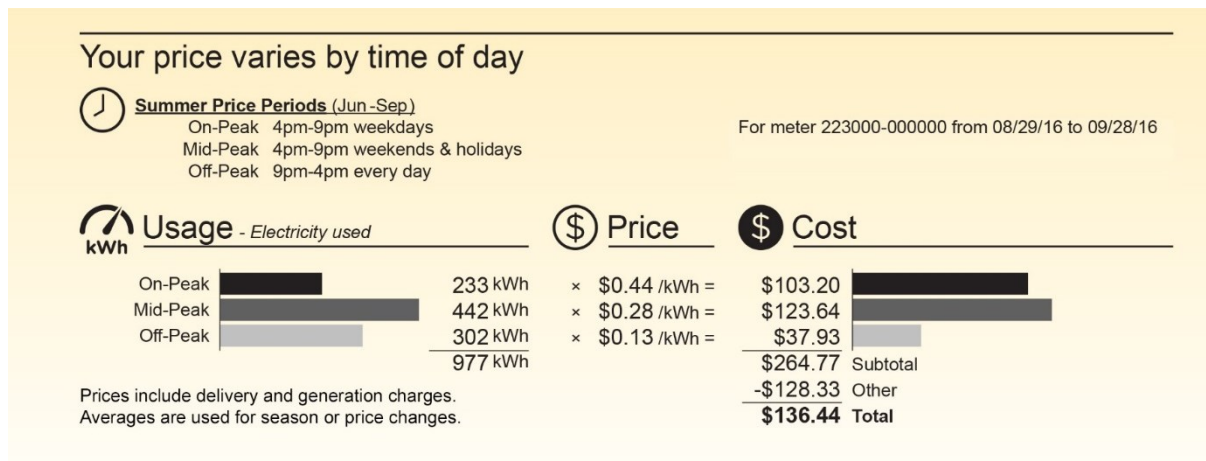 Your price varies by time of day
Summer Price Periods (Jun-Sep)
On-Peak 4pm-9pm weekdays
Mid-Peak 4pm-9pm weekends & holidays
Off-Peak 9pm-4pm every day
For meter 223000-000000 from 08/29/16 to 09/28/16
kWh Usage - Electricity used $ Price $ Cost
On-Peak 233 kWh × $0.44 /kWh = $103.20
Mid-Peak 442 kWh × $0.28 /kWh = $123.64
Off-Peak 302 kWh × $0.13 /kWh = $37.93
977 kWh $264.77 Subtotal
Prices include delivery and generation charges. -$128.33 Other
Averages are used for season or price changes. $136.44 Total